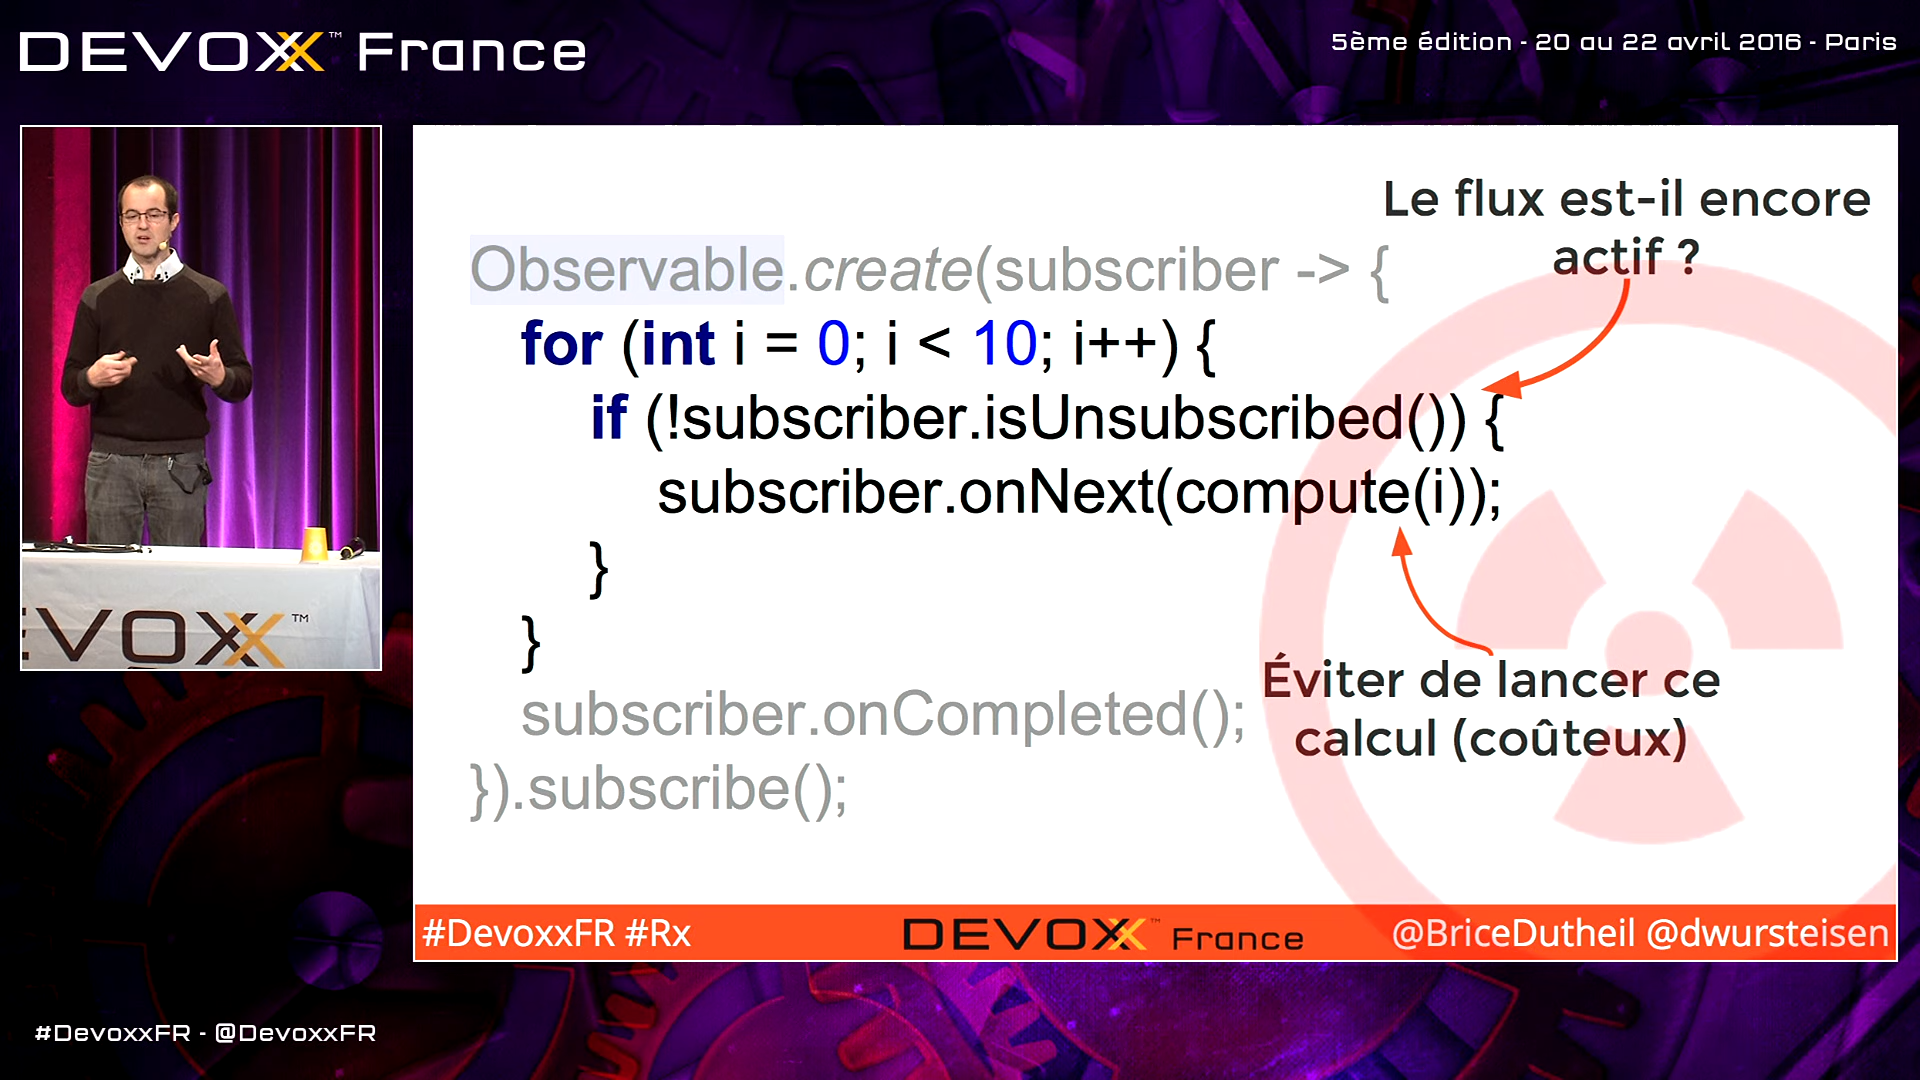 DEVOXX™ France
5ème édition - 20 au 22 avril 2016 - Paris
EVOXX™
Le flux est-il encore
actif ?
Observable.create(subscriber -> {
for (int i = 0; i < 10; i++) {
if (!subscriber.isUnsubscribed()) {
subscriber.onNext(compute(i));
}
}
subscriber.onCompleted();
}).subscribe();
Éviter de lancer ce
calcul (coûteux)
#DevoxxFR #Rx
DEVOXX™ France
@BriceDutheil @dwursteisen
#DevoxxFR - @DevoxxFR